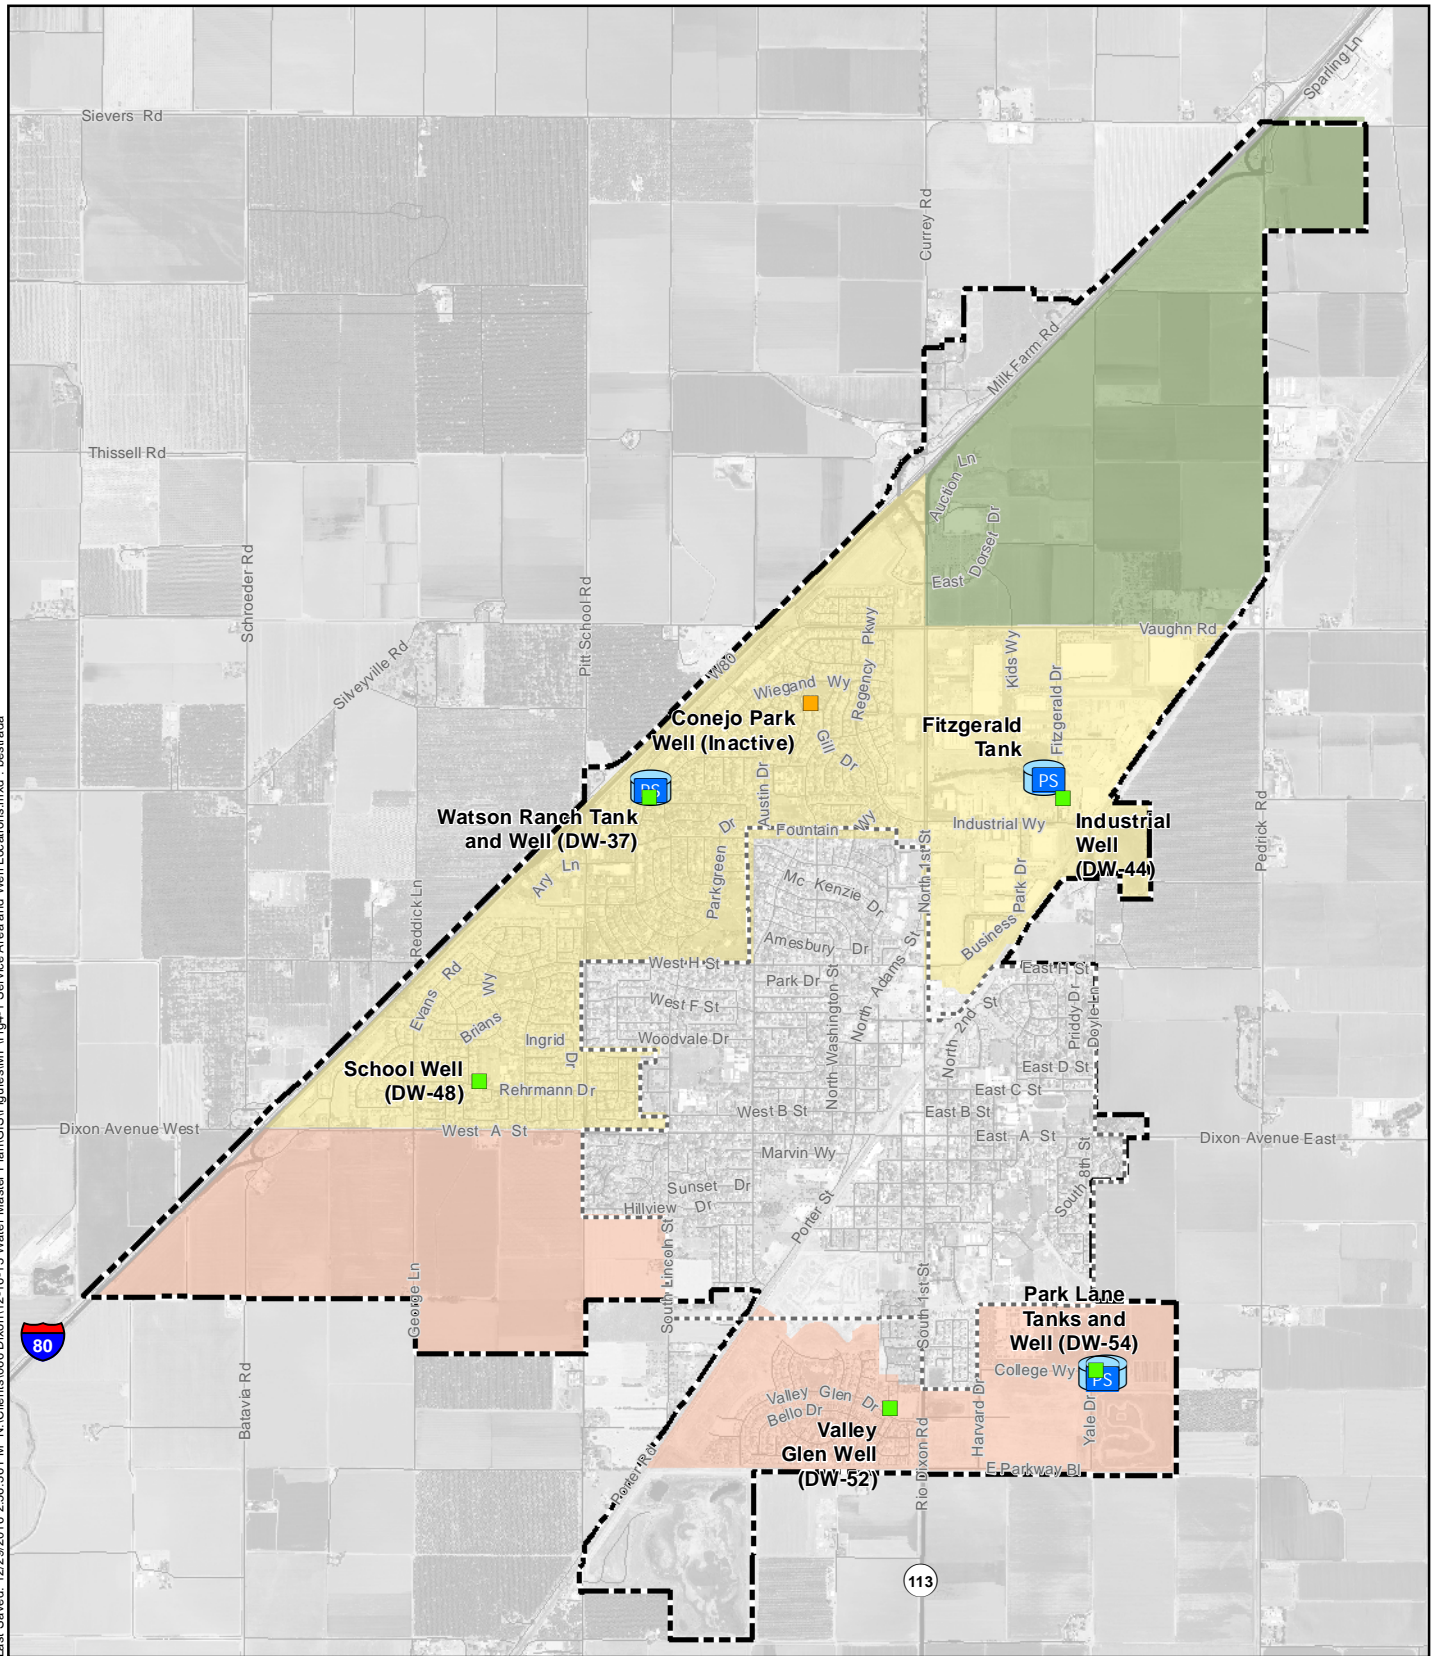 Sparling Ln
Sievers Rd
Currey Rd
Milk Farm Rd
Thissell Rd
Auction Ln
East Dorset Dr
Schroeder Rd
Pitt School Rd
Vaughn Rd
Silveyville Rd
W80
Kids Wy
Fitzgerald Dr
Regency Pkwy
Wiegand Wy
Conejo Park
Well (Inactive)
Gill Dr
Fitzgerald
Tank
PS
PS
Watson Ranch Tank
and Well (DW-37)
Austin Dr
Fountain Wy
Industrial Wy
Industrial
Well
(DW-44)
Pedrick Rd
Ary Ln
Parkgreen Dr
Mc Kenzie Dr
North 1st St
Park Dr
Business
Reddick Ln
Amesbury Dr
North Adams St
West H St
East H St
Park Dr
Evans Rd
Brians Wy
West F St
North Washington St
North 2nd St
Priddy Dr
Doyle Ln
Ingrid Dr
Woodvale Dr
School Well
(DW-48)
Rehrmann Dr
East D St
East C St
West B St
East B St
Dixon Avenue West
West A St
East A St
Dixon Avenue East
Marvin Wy
Sunset Dr
Hillview Dr
South 8th St
Porter St
South Lincoln St
George Ln
South 1st St
80
Park Lane
Tanks and
Well (DW-54)
College Wy
PS
Batavia Rd
Valley Glen Dr
Bello Dr
Harvard Dr
Yale Dr
Valley
Glen Well
(DW-52)
Rio Dixon Rd
E Parkway Bl
Porter Rd
113